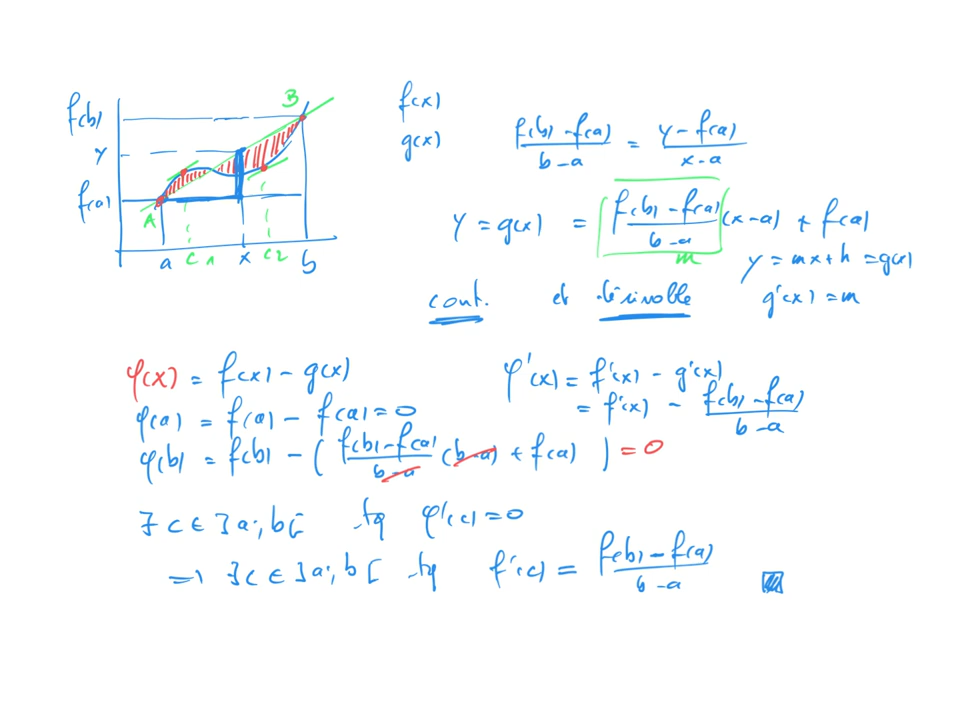 f(b)
y
f(a)
A
B
a c1 x c2 b
f(x)
g(x)
f(b) - f(a) / b - a = y - f(a) / x - a
y = g(x) = f(b) - f(a) / b - a (x - a) + f(a)
m
y = mx + h = g(x)
cont. et dérivable g'(x) = m
φ(x) = f(x) - g(x)
φ(a) = f(a) - f(a) = 0
φ(b) = f(b) - ( f(b) - f(a) / b - a (b - a) + f(a) ) = 0
φ'(x) = f'(x) - g'(x)
= f'(x) - f(b) - f(a) / b - a
∃ c ∈ ]a;b[ tq φ'(c) = 0
⇒ ∃ c ∈ ]a;b[ tq f'(c) = f(b) - f(a) / b - a